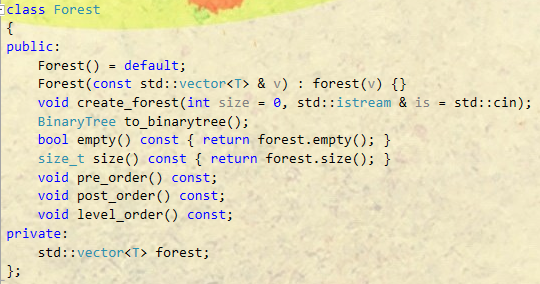 class Forest
{
public:
    Forest() = default;
    Forest(const std::vector<T> & v) : forest(v) {}
    void create_forest(int size = 0, std::istream & is = std::cin);
    BinaryTree to_binarytree();
    bool empty() const { return forest.empty(); }
    size_t size() const { return forest.size(); }
    void pre_order() const;
    void post_order() const;
    void level_order() const;
private:
    std::vector<T> forest;
};